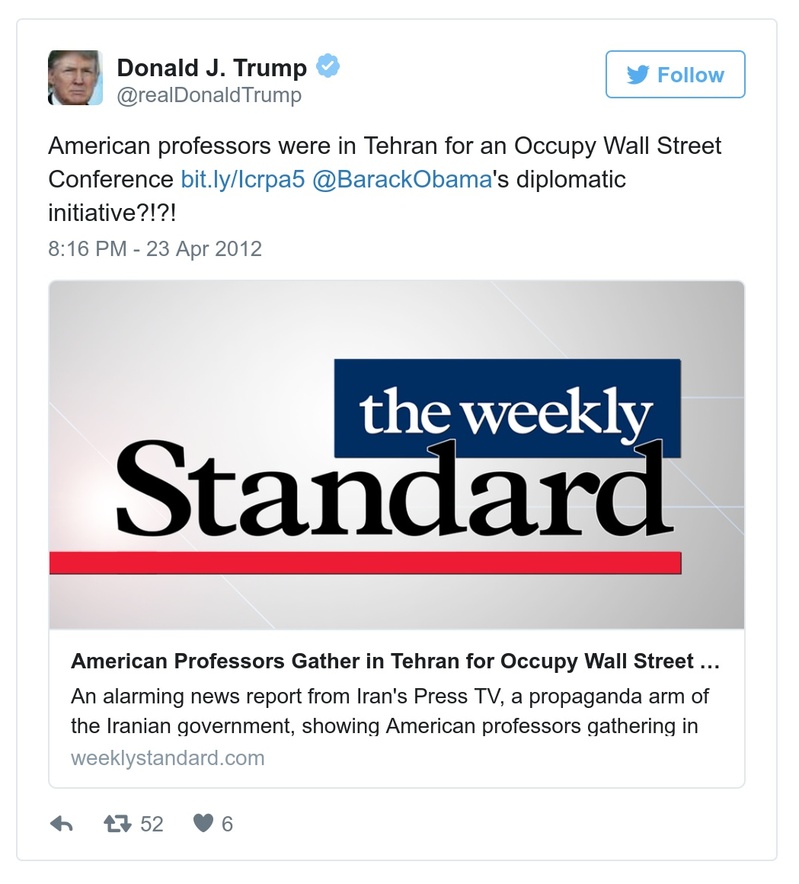 Donald J. Trump
@realDonaldTrump
Follow
American professors were in Tehran for an Occupy Wall Street
Conference bit.ly/Icrpa5 @BarackObama's diplomatic
initiative?!?!
8:16 PM - 23 Apr 2012
the weekly
Standard
American Professors Gather in Tehran for Occupy Wall Street ...
An alarming news report from Iran's Press TV, a propaganda arm of
the Iranian government, showing American professors gathering in
weeklystandard.com
52
6